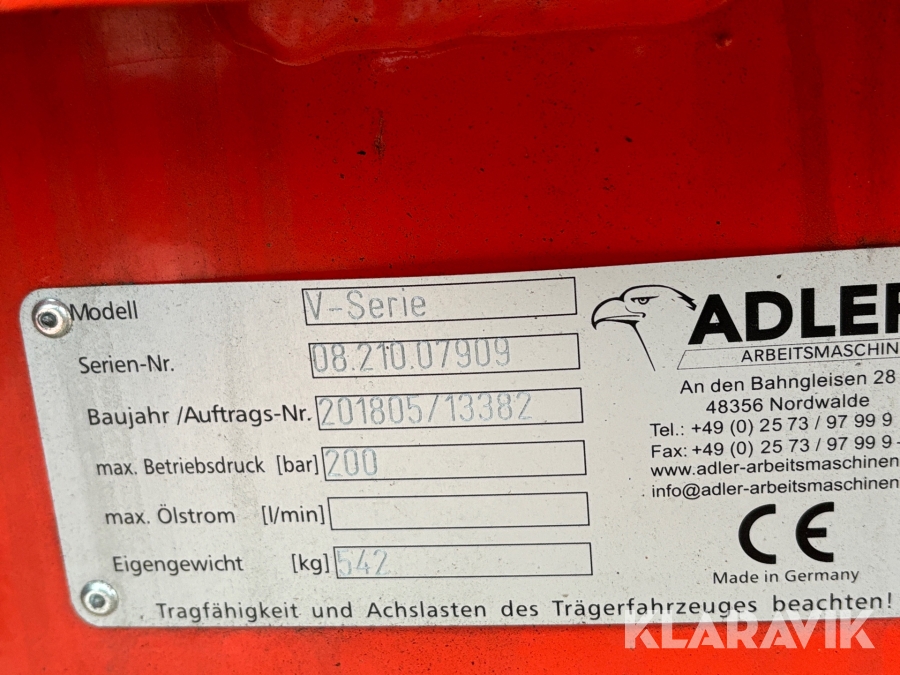 Modell V-Serie
Serien-Nr. 08.210.07909
Baujahr /Auftrags-Nr. 201805/13382
max. Betriebsdruck [bar] 200
max. Ölstrom [l/min]
Eigengewicht [kg] 542
Tragfähigkeit und Achslasten des Trägerfahrzeuges beachten!
ADLER
ARBEITSMASCHIN
An den Bahngleisen 28
48356 Nordwalde
Tel.: +49 (0) 25 73 / 97 99 9
Fax: +49 (0) 25 73 / 97 99 9 -
www.adler-arbeitsmaschinen
info@adler-arbeitsmaschinen
CE
Made in Germany
KLARAVIK